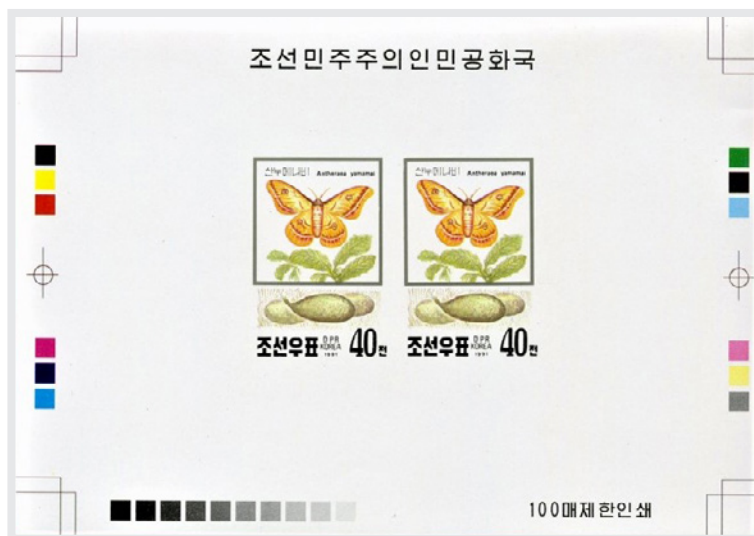 조선민주주의인민공화국
산누에나비 Antheraea yamamai
산누에나비 Antheraea yamamai
조선우표 DPR KOREA 1991 40전
조선우표 DPR KOREA 1991 40전
100매제한인쇄